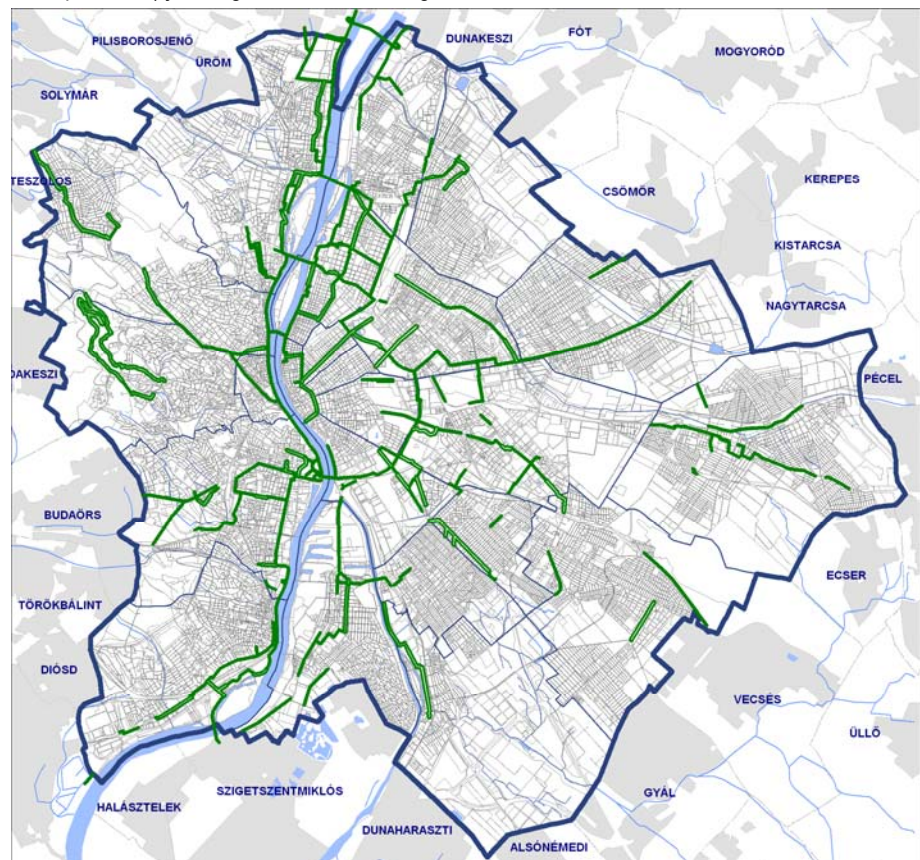 PILISBOROSJENŐ
DUNAKESZI
FÓT
MOGYORÓD
ÜRÖM
SOLYMÁR
CSÖMÖR
KEREPES
KISTARCSA
NAGYTARCSA
PÉCEL
BUDAÖRS
ECSER
TÖRÖKBÁLINT
DIÓSD
VECSÉS
ÜLLŐ
SZIGETSZENTMIKLÓS
GYÁL
HALÁSZTELEK
DUNAHARASZTI
ALSÓNÉMEDI